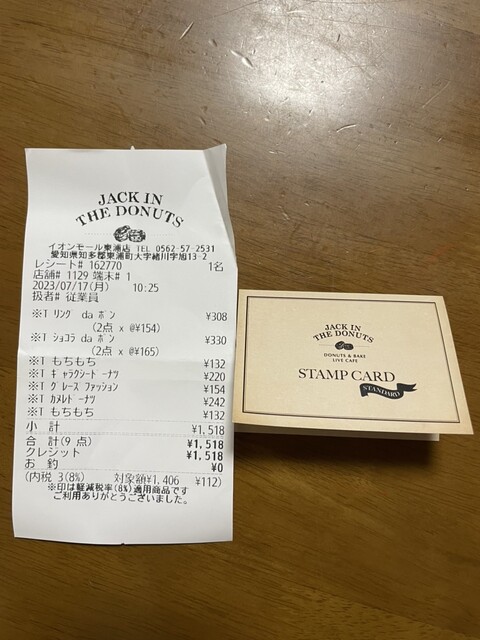 JACK IN
THE DONUTS
イオンモール東浦店 TEL 0562-57-2531
愛知県知多郡東浦町大字緒川字旭13-2
レシート# 162770 1名
店舗# 1129 端末# 1
2023/07/17(月) 10:25
扱者# 従業員
※T リング da ポン ¥308
(2点 x @¥154)
※T ショコラ da ポン ¥330
(2点 x @¥165)
※T もちもち ¥132
※T キャラクシドーナツ ¥220
※T グレースファッション ¥154
※T カメレドーナツ ¥242
※T もちもち ¥132
小 計 ¥1,518
合 計(9 点) ¥1,518
クレジット ¥1,518
お 釣 ¥0
(内税 3(8%) 対象額¥1,406 ¥112)
※印は軽減税率(8%)適用商品です
ご利用ありがとうございました。
JACK IN
THE DONUTS
DONUTS & BAKE
LIVE CAFE
STAMP CARD
STANDARD